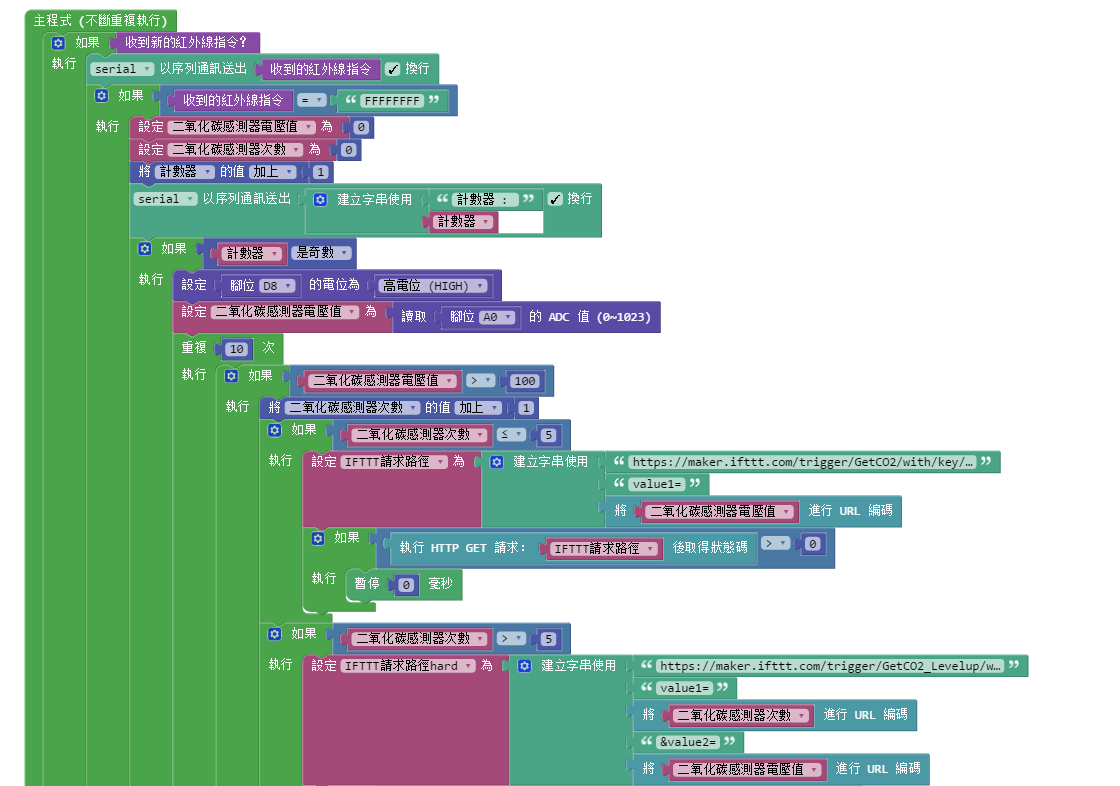 主程式 (不斷重複執行)
如果 收到新的紅外線指令?
執行 serial 以序列通訊送出 收到的紅外線指令 換行
如果 收到的紅外線指令 = “ FFFFFFFF ”
執行 設定 二氧化碳感測器電壓值 為 0
設定 二氧化碳感測器次數 為 0
將 計數器 的值 加上 1
serial 以序列通訊送出 建立字串使用 “ 計數器 : ” 換行
計數器
如果 計數器 是奇數
執行 設定 腳位 D8 的電位為 高電位 (HIGH)
設定 二氧化碳感測器電壓值 為 讀取 腳位 A0 的 ADC 值 (0~1023)
重複 10 次
執行 如果 二氧化碳感測器電壓值 > 100
執行 將 二氧化碳感測器次數 的值 加上 1
如果 二氧化碳感測器次數 ≤ 5
執行 設定 IFTTT請求路徑 為 建立字串使用 “ https://maker.ifttt.com/trigger/GetCO2/with/key/… ”
“ value1= ”
將 二氧化碳感測器電壓值 進行 URL 編碼
如果 執行 HTTP GET 請求: IFTTT請求路徑 後取得狀態碼 > 0
執行 暫停 0 毫秒
如果 二氧化碳感測器次數 > 5
執行 設定 IFTTT請求路徑hard 為 建立字串使用 “ https://maker.ifttt.com/trigger/GetCO2_Levelup/w… ”
“ value1= ”
將 二氧化碳感測器次數 進行 URL 編碼
“ &value2= ”
將 二氧化碳感測器電壓值 進行 URL 編碼